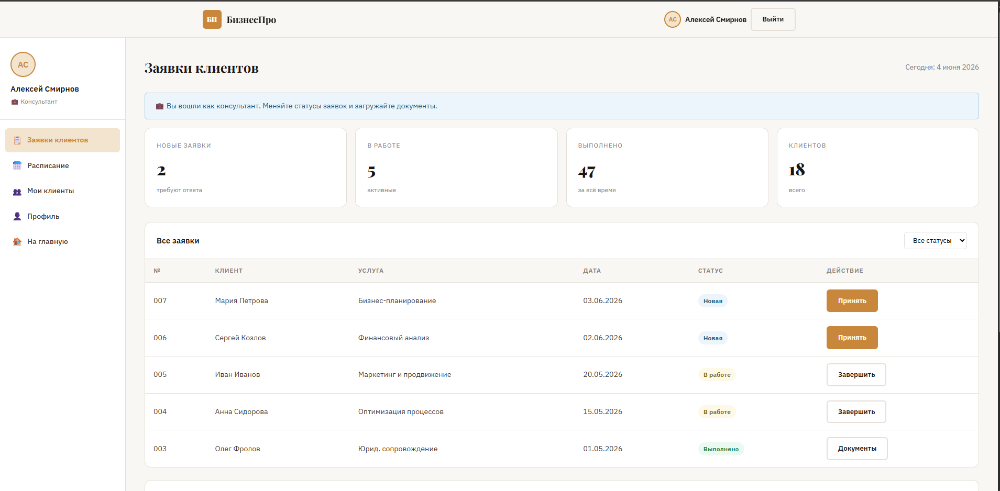 БП БизнесПро
АС Алексей Смирнов Выйти
АС
Алексей Смирнов
Консультант
Заявки клиентов
Расписание
Мои клиенты
Профиль
На главную
Заявки клиентов
Сегодня: 4 июня 2026
Вы вошли как консультант. Меняйте статусы заявок и загружайте документы.
НОВЫЕ ЗАЯВКИ
2
требуют ответа
В РАБОТЕ
5
активные
ВЫПОЛНЕНО
47
за всё время
КЛИЕНТОВ
18
всего
Все заявки
Все статусы
№ КЛИЕНТ УСЛУГА ДАТА СТАТУС ДЕЙСТВИЕ
007 Мария Петрова Бизнес-планирование 03.06.2026 Новая Принять
006 Сергей Козлов Финансовый анализ 02.06.2026 Новая Принять
005 Иван Иванов Маркетинг и продвижение 20.05.2026 В работе Завершить
004 Анна Сидорова Оптимизация процессов 15.05.2026 В работе Завершить
003 Олег Фролов Юрид. сопровождение 01.05.2026 Выполнено Документы